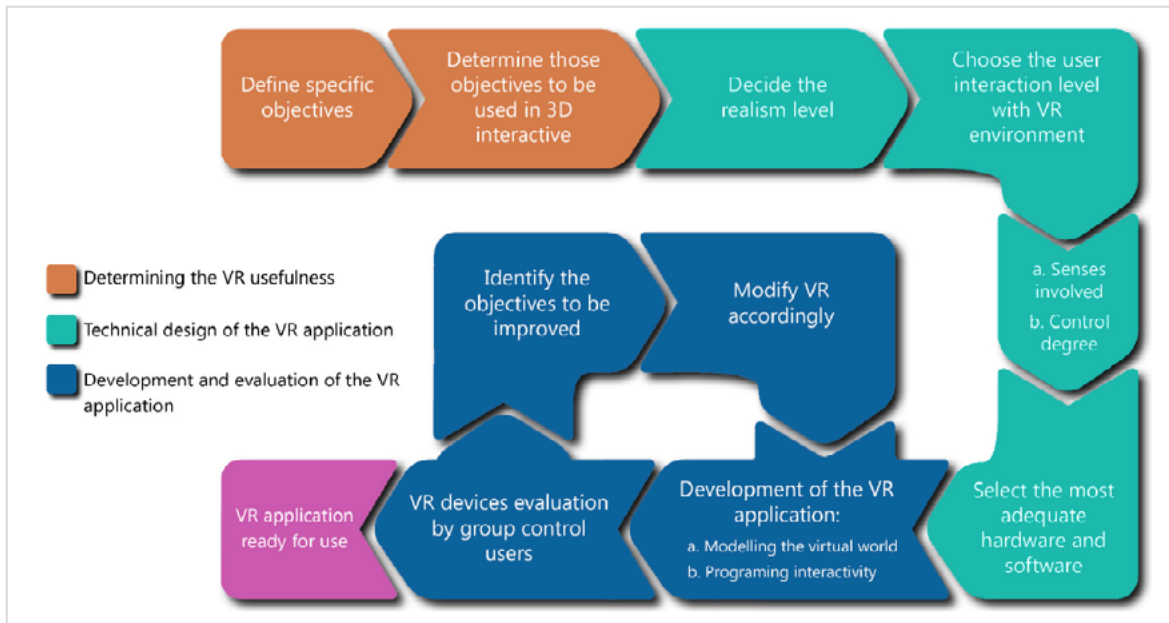 Define specific
objectives
Determine those
objectives to be
used in 3D
interactive
Decide the
realism level
Choose the user
interaction level
with VR
environment
a. Senses
involved
b. Control
degree
Select the most
adequate
hardware and
software
Development of the VR
application:
a. Modelling the virtual world
b. Programing interactivity
VR devices evaluation
by group control
users
Identify the
objectives to be
improved
Modify VR
accordingly
VR application
ready for use
Determining the VR usefulness
Technical design of the VR application
Development and evaluation of the VR
application